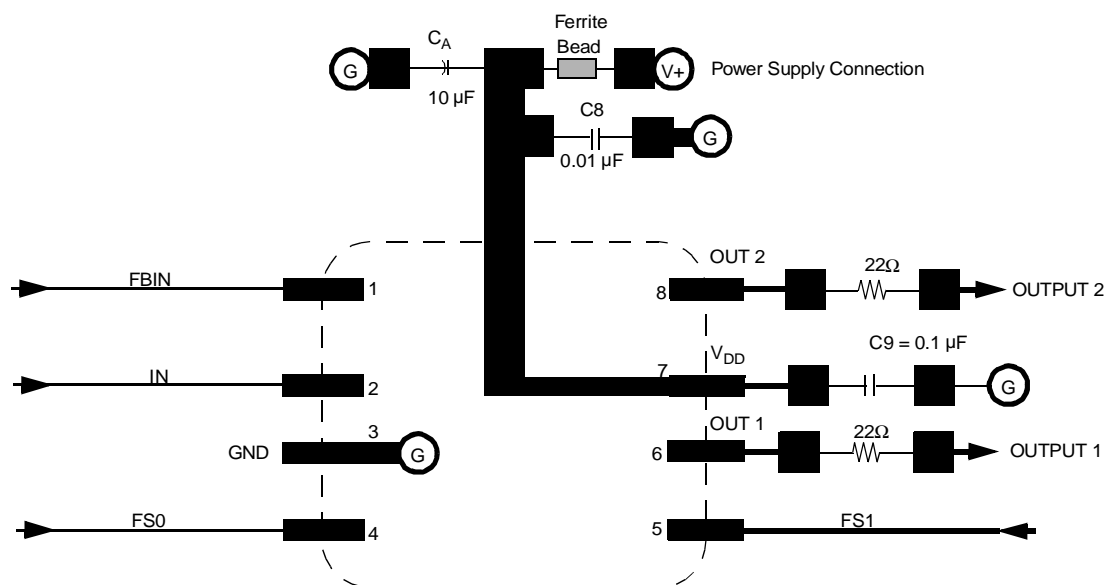 Ferrite
Bead
C_A
G
V+
Power Supply Connection
10 µF
C8
G
0.01 µF
OUT 2
22Ω
FBIN
1
8
OUTPUT 2
V_DD
C9 = 0.1 µF
7
IN
2
G
3
OUT 1
22Ω
GND
G
6
OUTPUT 1
FS0
4
5
FS1